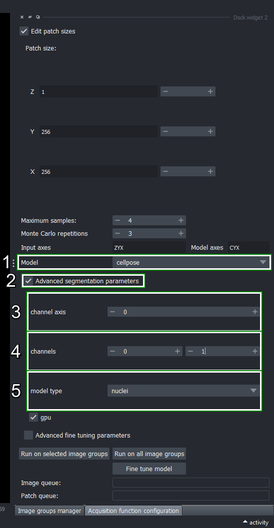 Dock widget 2
Edit patch sizes
Patch size:
Z 1 − +
Y 256 − +
X 256 − +
Maximum samples: − 4 +
Monte Carlo repetitions − 3 +
Input axes ZYX Model axes CYX
1 Model cellpose
2 Advanced segmentation parameters
3 channel axis − 0 +
4 channels − 0 + − 1 +
5 model type nuclei
gpu
Advanced fine tuning parameters
Run on selected image groups Run on all image groups
Fine tune model
Image queue:
Patch queue:
Image groups manager Acquisition function configuration
activity